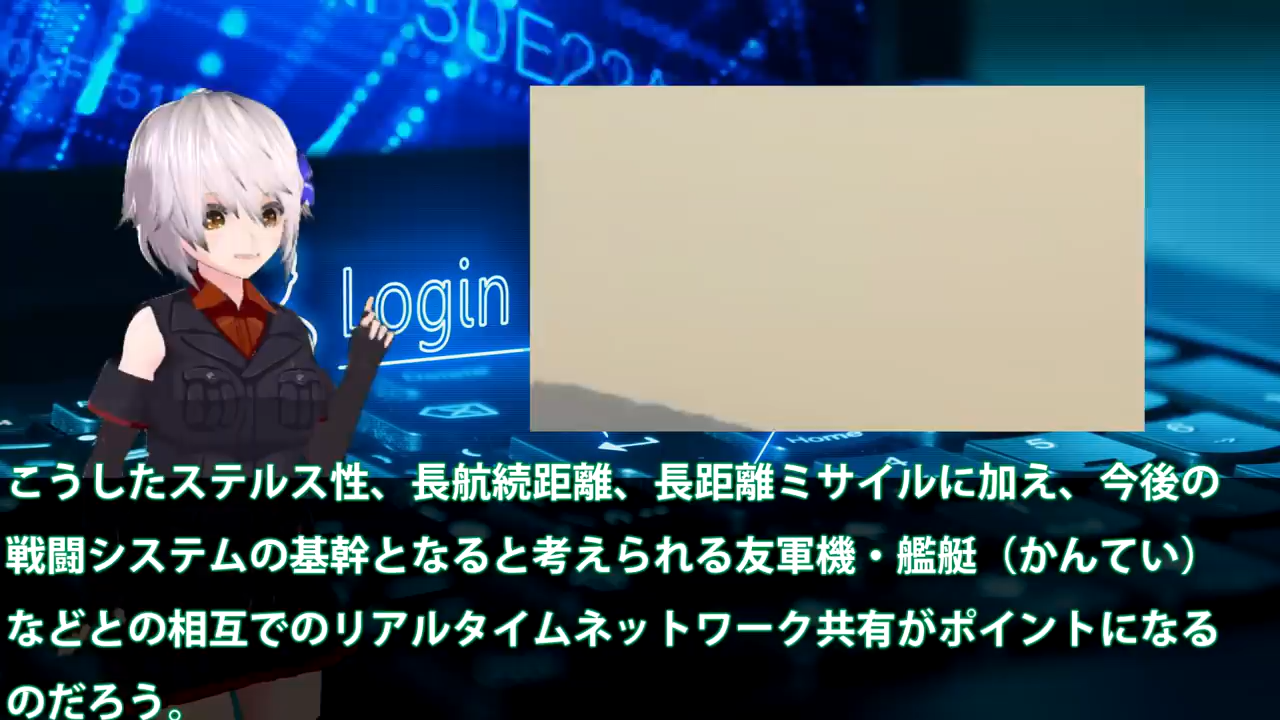 30E22A
Login
Home
5
6
こうしたステルス性、長航続距離、長距離ミサイルに加え、今後の
戦闘システムの基幹となると考えられる友軍機・艦艇（かんてい）
などとの相互でのリアルタイムネットワーク共有がポイントになる
のだろう。